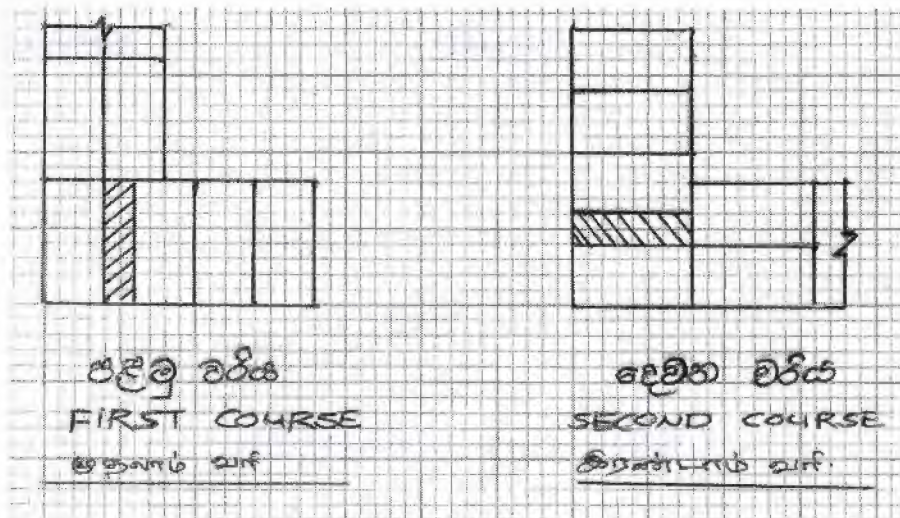 පළමු වරිය
FIRST COURSE
முதலாம் வரி
දෙවන වරිය
SECOND COURSE
இரண்டாம் வரி.